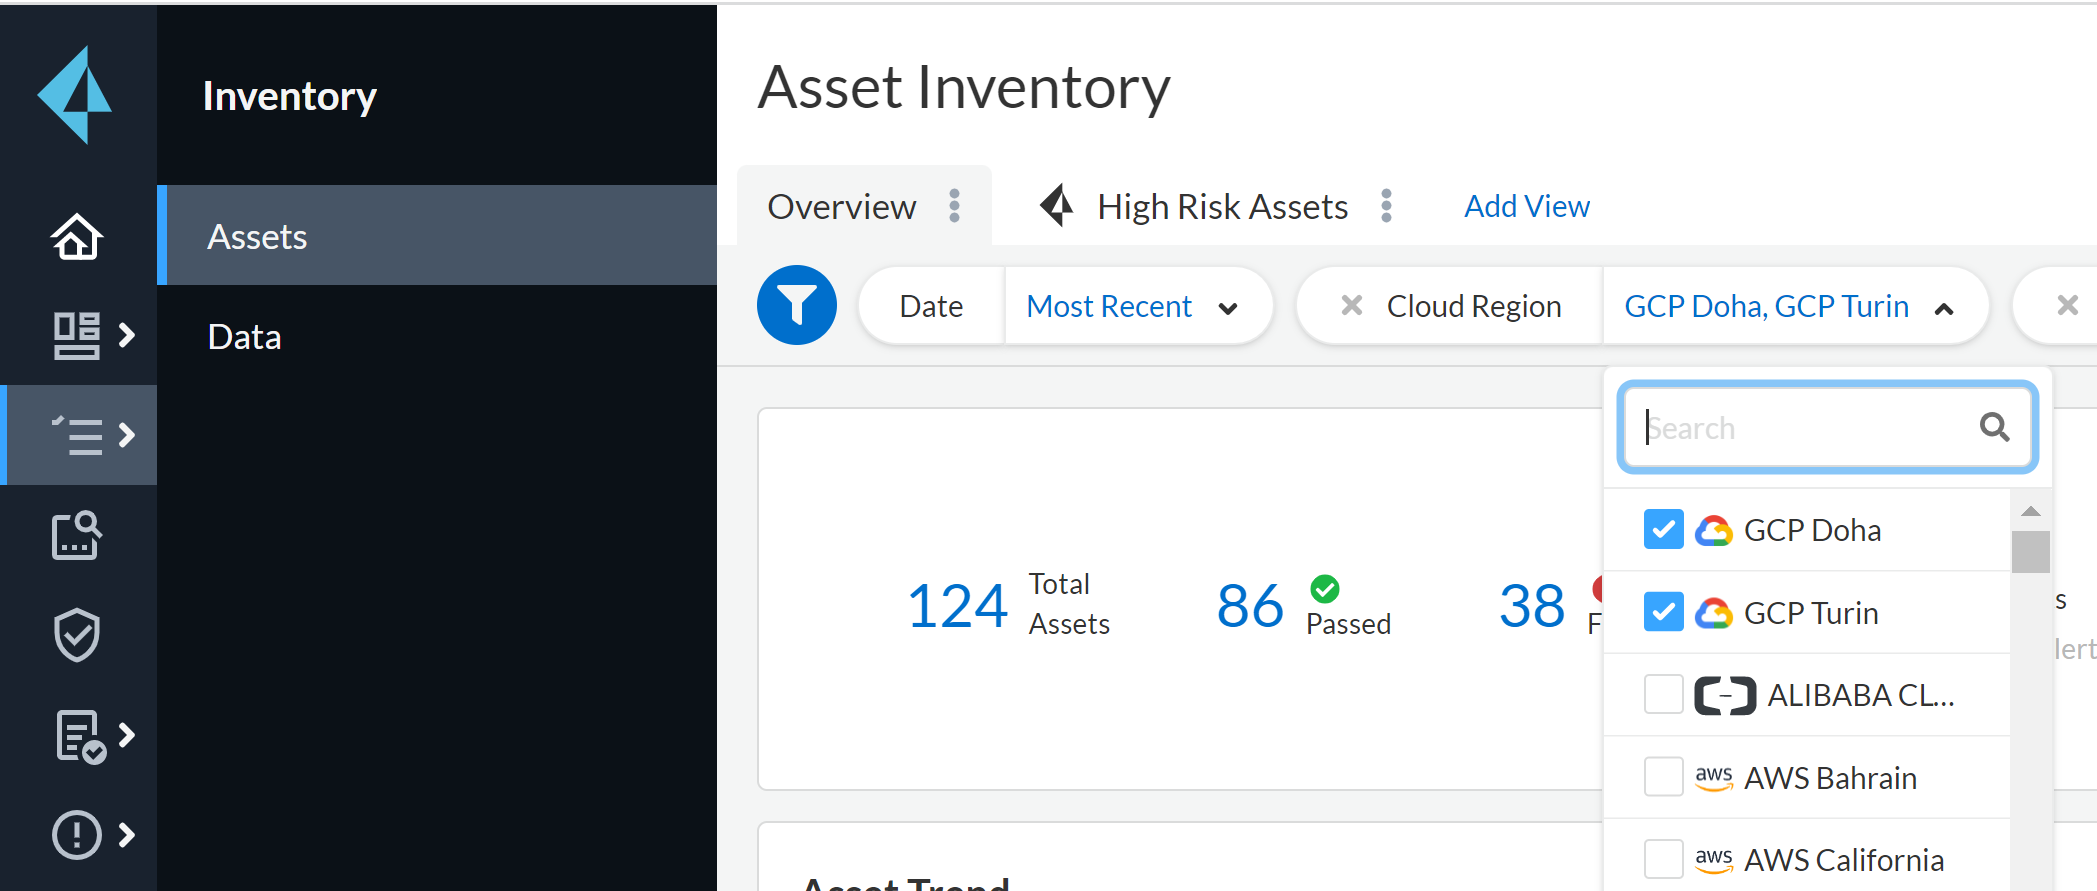 Inventory
Assets
Data
Asset Inventory
Overview
High Risk Assets
Add View
Date
Most Recent
Cloud Region
GCP Doha, GCP Turin
Search
GCP Doha
GCP Turin
ALIBABA CL...
aws AWS Bahrain
aws AWS California
124 Total Assets
86 Passed
38 F
s
lert
Asset Trend